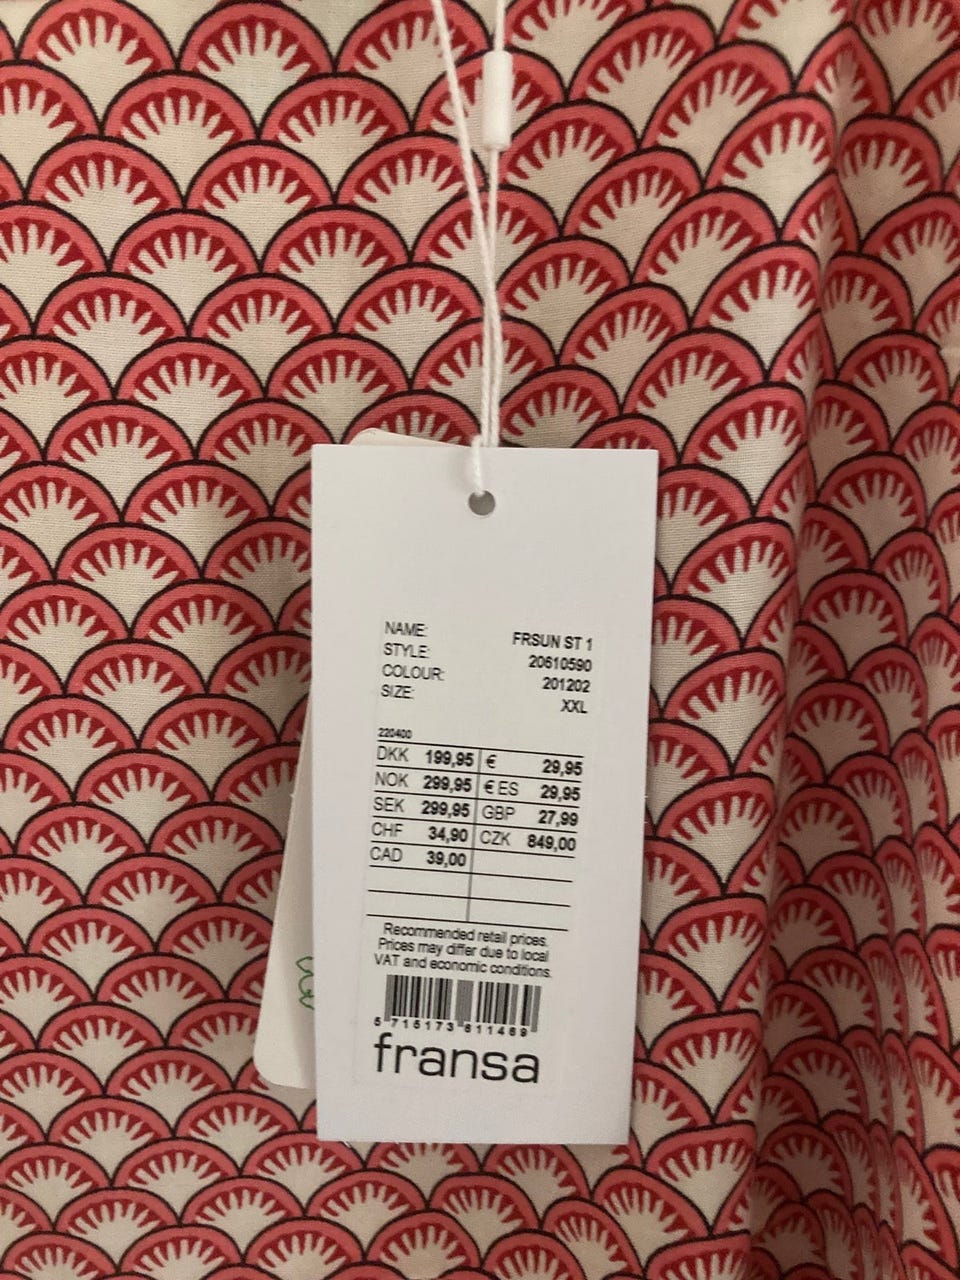 NAME: FRSUN ST 1
STYLE: 20610590
COLOUR: 201202
SIZE: XXL
220400
DKK 199,95 € 29,95
NOK 299,95 € ES 29,95
SEK 299,95 GBP 27,99
CHF 34,90 CZK 849,00
CAD 39,00
Recommended retail prices.
Prices may differ due to local
VAT and economic conditions.
5 715173 611469
fransa